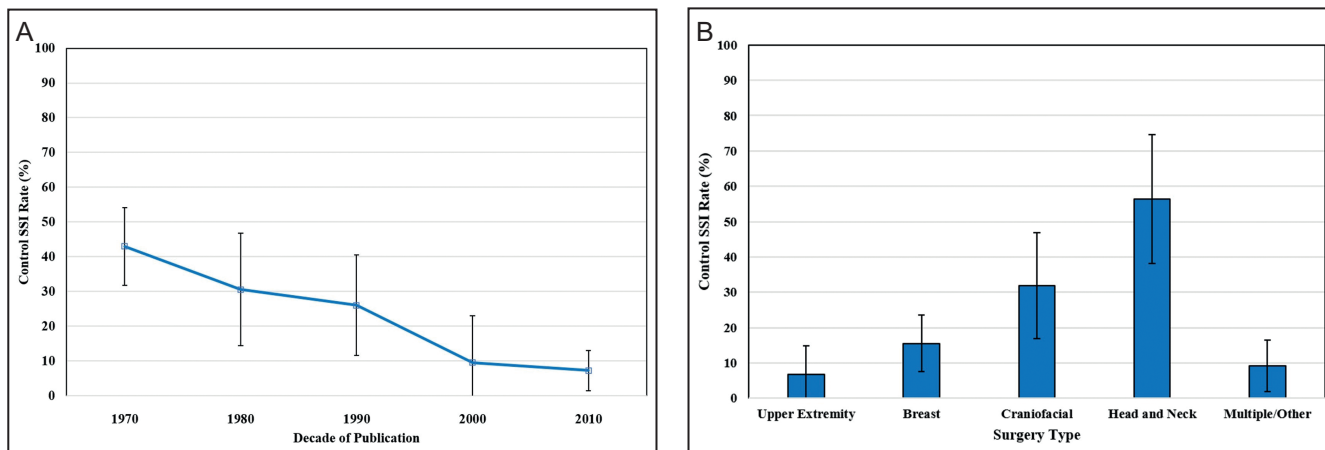 A
100
90
80
70
60
50
40
30
20
10
0
Control SSI Rate (%)
1970 1980 1990 2000 2010
Decade of Publication
B
100
90
80
70
60
50
40
30
20
10
0
Control SSI Rate (%)
Upper Extremity Breast Craniofacial Head and Neck Multiple/Other
Surgery Type